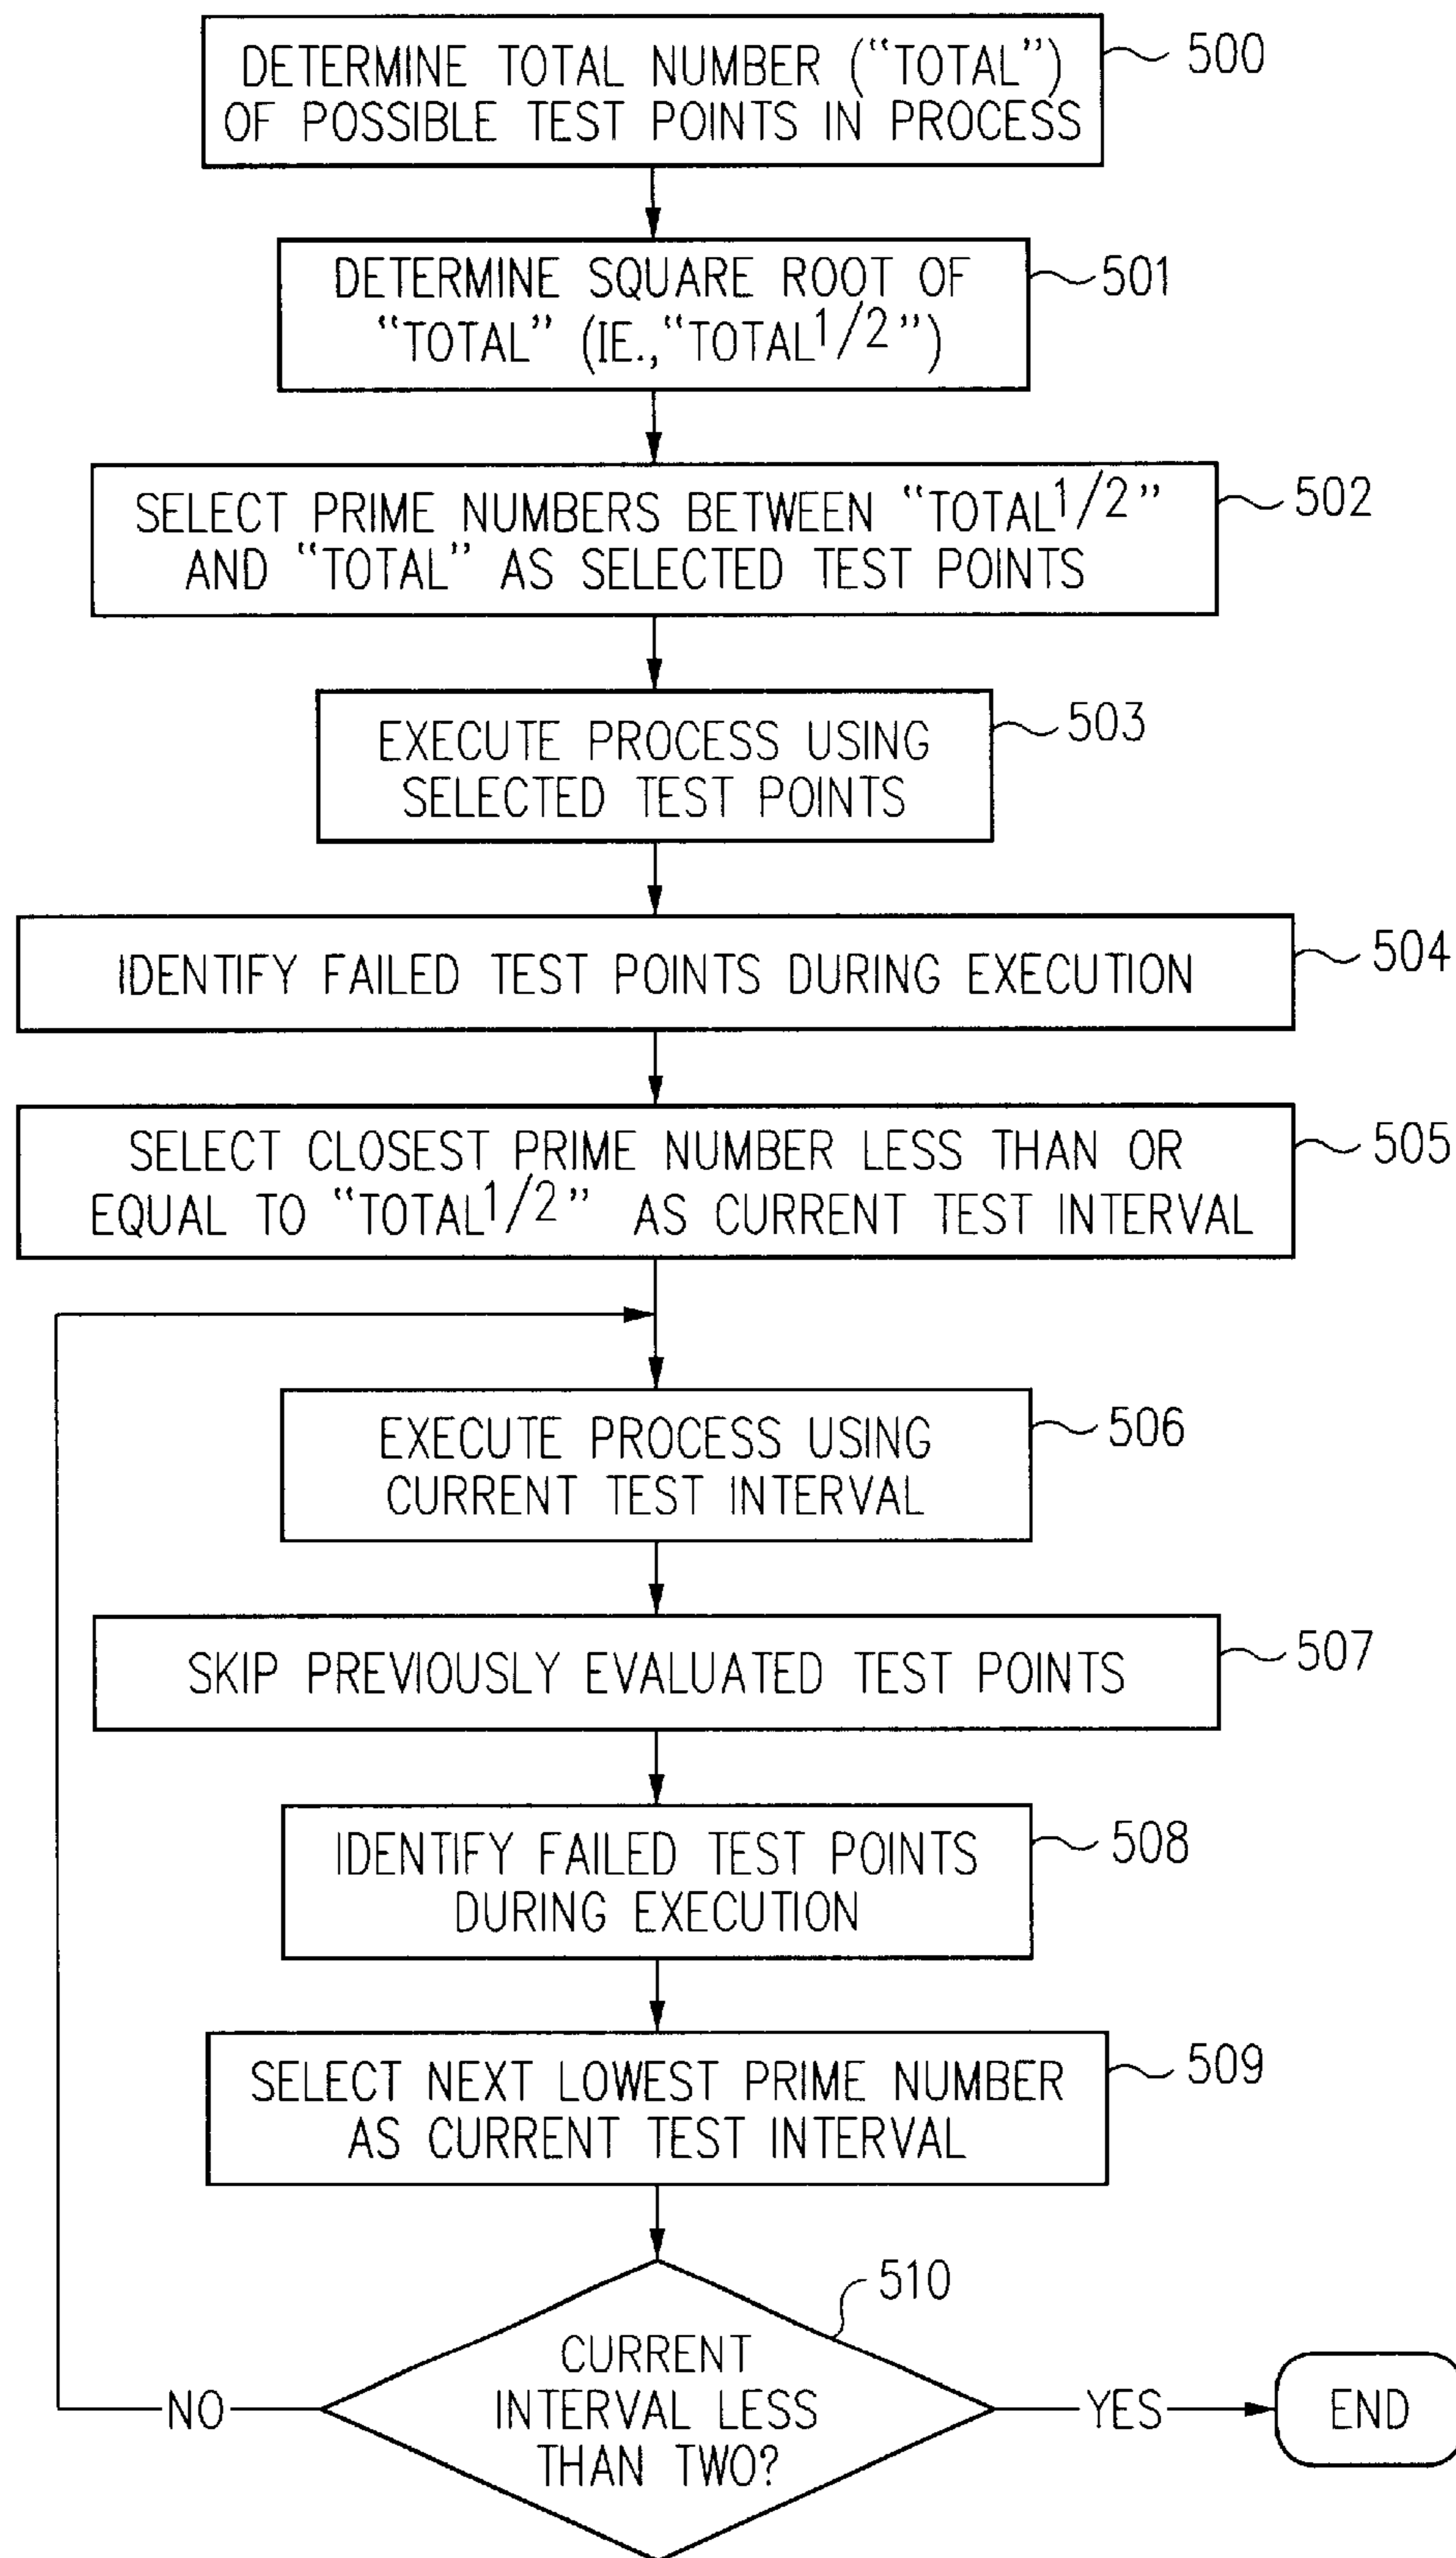 DETERMINE TOTAL NUMBER (“TOTAL”)
OF POSSIBLE TEST POINTS IN PROCESS
500
DETERMINE SQUARE ROOT OF
“TOTAL” (IE.,“TOTAL1/2”)
501
SELECT PRIME NUMBERS BETWEEN “TOTAL1/2”
AND “TOTAL” AS SELECTED TEST POINTS
502
EXECUTE PROCESS USING
SELECTED TEST POINTS
503
IDENTIFY FAILED TEST POINTS DURING EXECUTION
504
SELECT CLOSEST PRIME NUMBER LESS THAN OR
EQUAL TO “TOTAL1/2” AS CURRENT TEST INTERVAL
505
EXECUTE PROCESS USING
CURRENT TEST INTERVAL
506
SKIP PREVIOUSLY EVALUATED TEST POINTS
507
IDENTIFY FAILED TEST POINTS
DURING EXECUTION
508
SELECT NEXT LOWEST PRIME NUMBER
AS CURRENT TEST INTERVAL
509
510
CURRENT
INTERVAL LESS
THAN TWO?
NO
YES
END